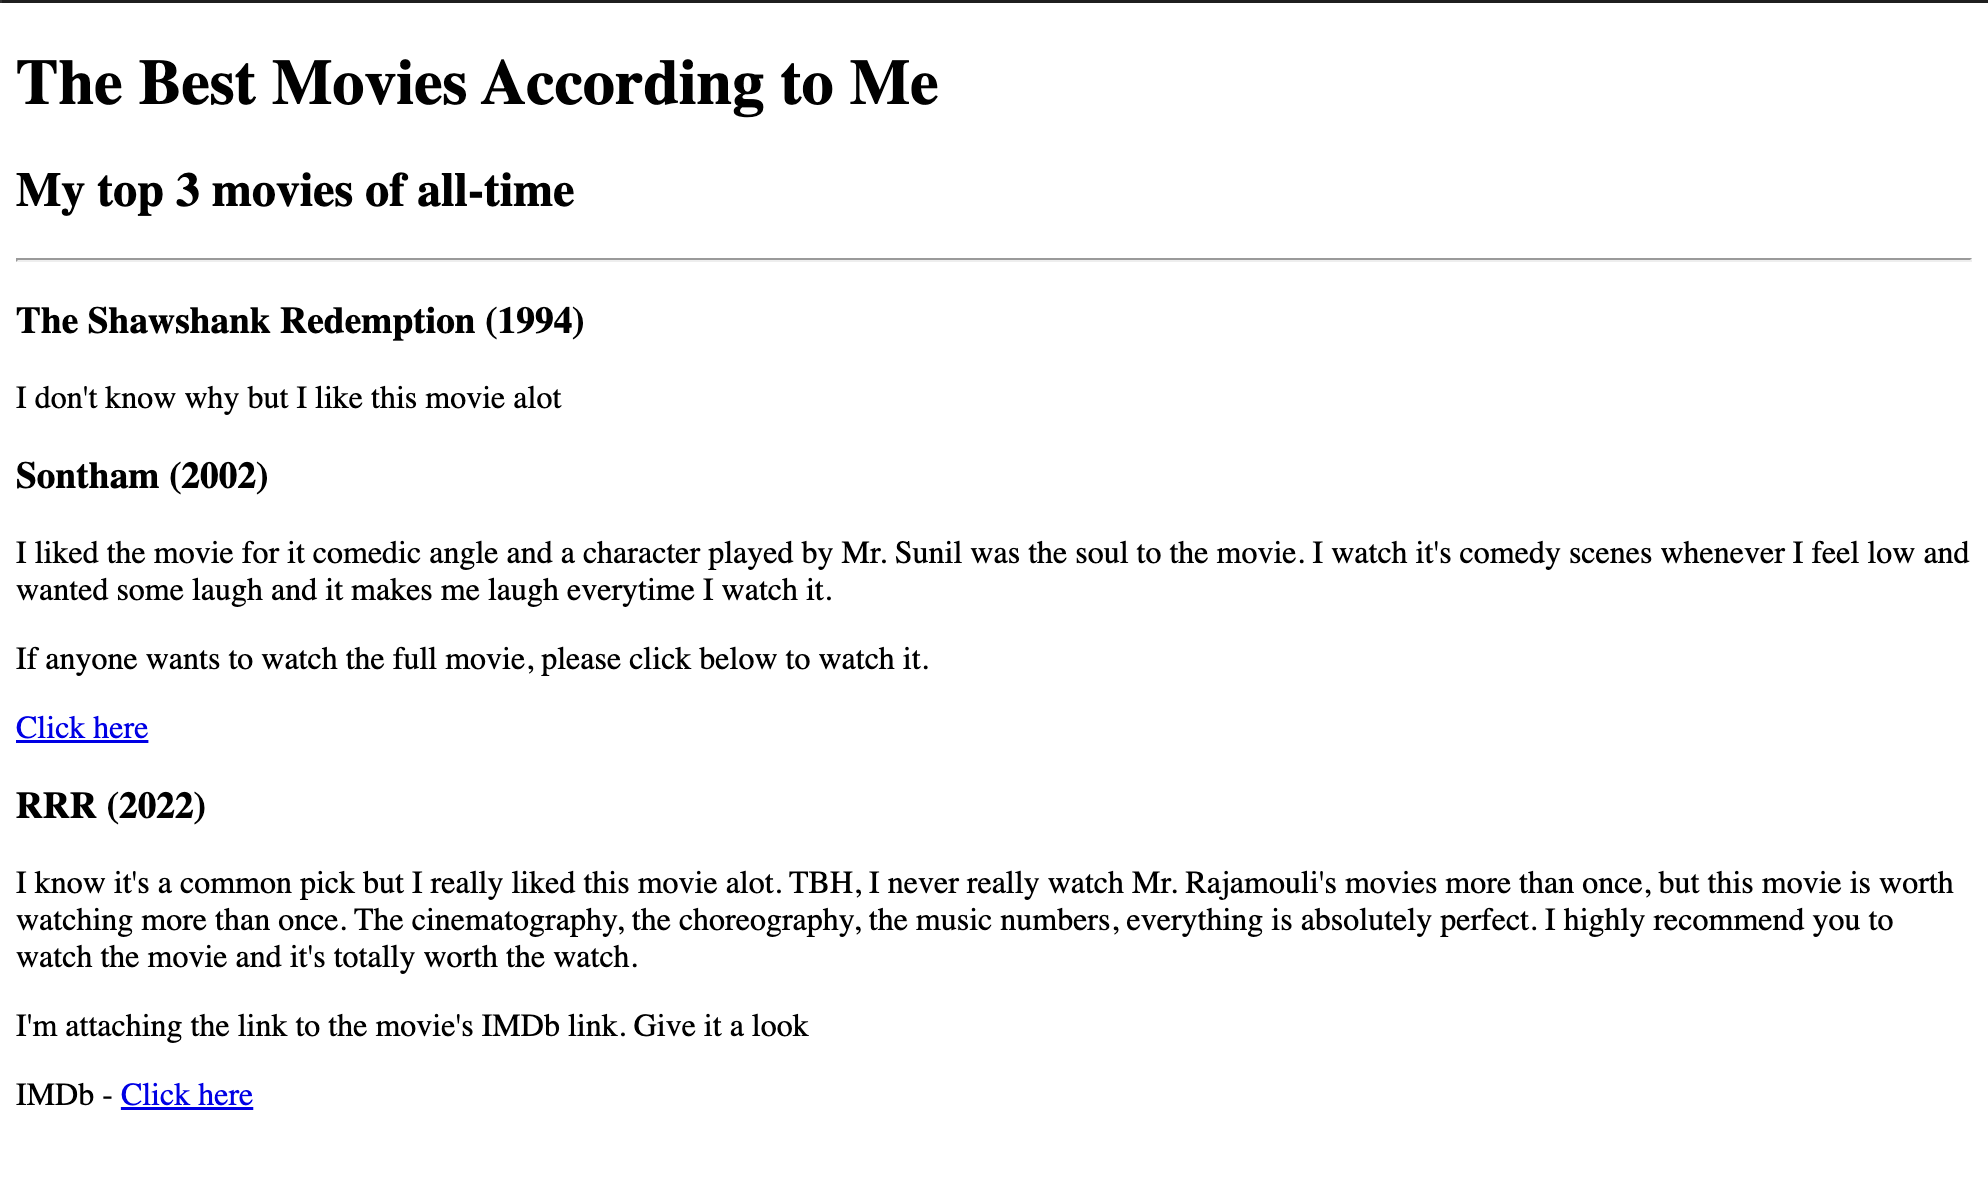 The Best Movies According to Me
My top 3 movies of all-time
The Shawshank Redemption (1994)
I don't know why but I like this movie alot
Sontham (2002)
I liked the movie for it comedic angle and a character played by Mr. Sunil was the soul to the movie. I watch it's comedy scenes whenever I feel low and
wanted some laugh and it makes me laugh everytime I watch it.
If anyone wants to watch the full movie, please click below to watch it.
Click here
RRR (2022)
I know it's a common pick but I really liked this movie alot. TBH, I never really watch Mr. Rajamouli's movies more than once, but this movie is worth
watching more than once. The cinematography, the choreography, the music numbers, everything is absolutely perfect. I highly recommend you to
watch the movie and it's totally worth the watch.
I'm attaching the link to the movie's IMDb link. Give it a look
IMDb - Click here